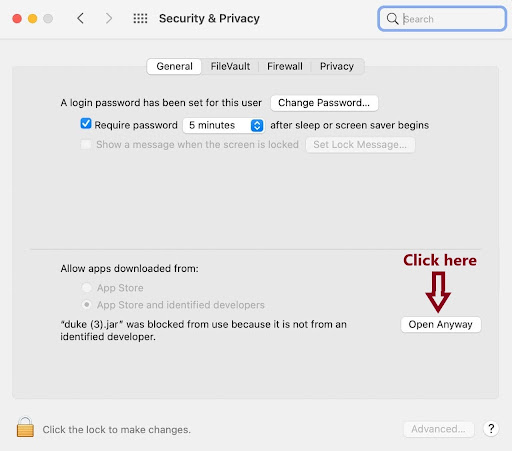 Security & Privacy
Search
General FileVault Firewall Privacy
A login password has been set for this user Change Password...
Require password 5 minutes after sleep or screen saver begins
Show a message when the screen is locked Set Lock Message...
Click here
Allow apps downloaded from:
App Store
App Store and identified developers
“duke (3).jar” was blocked from use because it is not from an Open Anyway
identified developer.
Click the lock to make changes. Advanced... ?